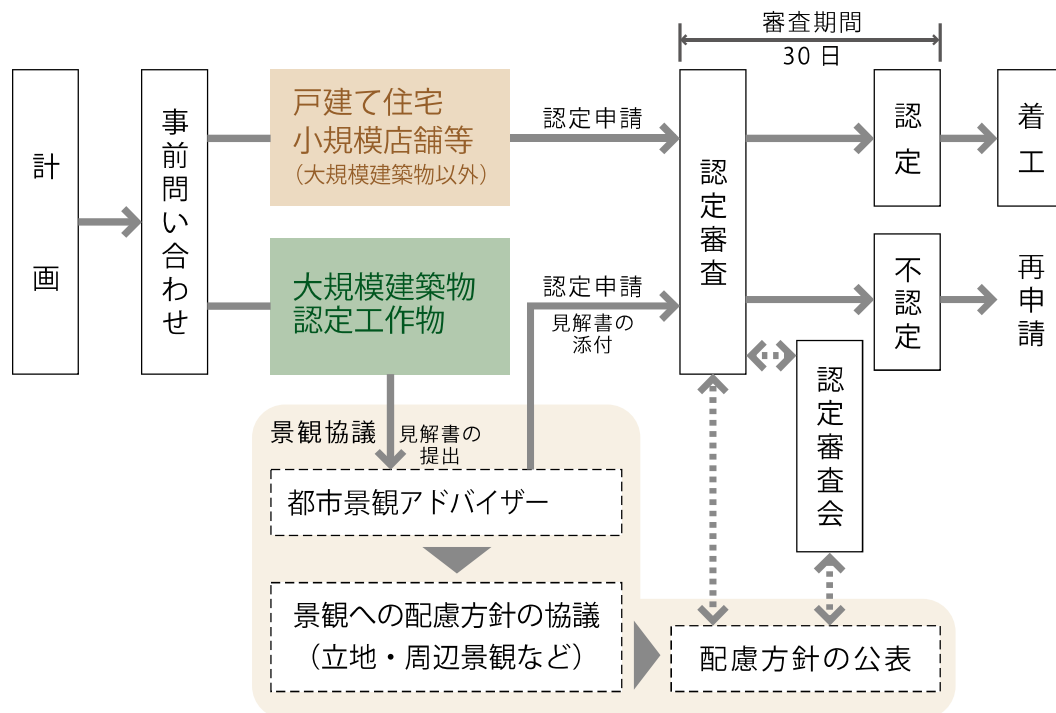 審査期間
30 日
計画
事前問い合わせ
戸建て住宅
小規模店舗等
（大規模建築物以外）
認定申請
認定審査
認定
着工
大規模建築物
認定工作物
認定申請
見解書の
添付
不認定
再申請
認定審査会
景観協議
見解書の
提出
都市景観アドバイザー
景観への配慮方針の協議
（立地・周辺景観など）
配慮方針の公表